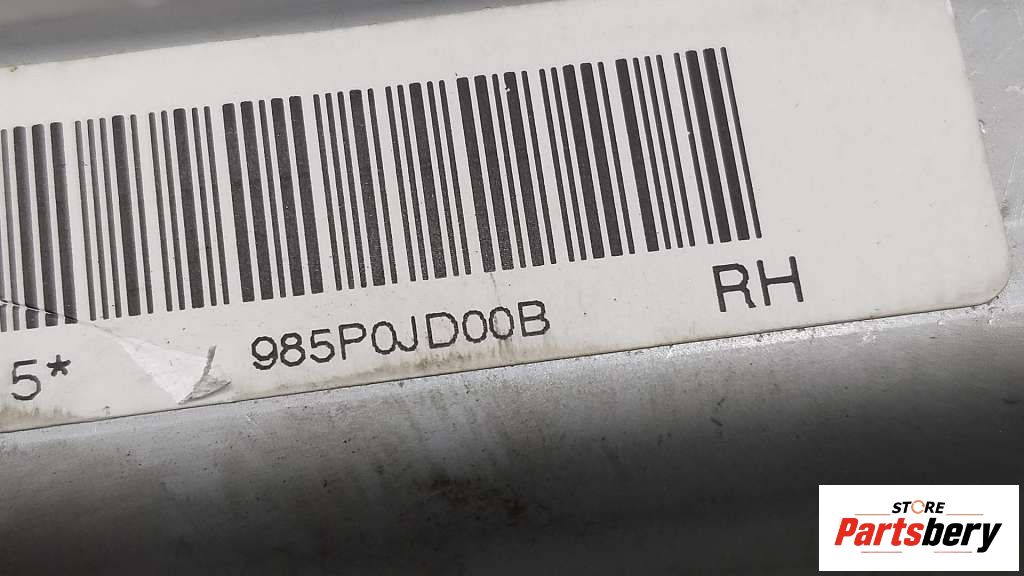 5* 985P0JD00B RH
STORE
Partsbery